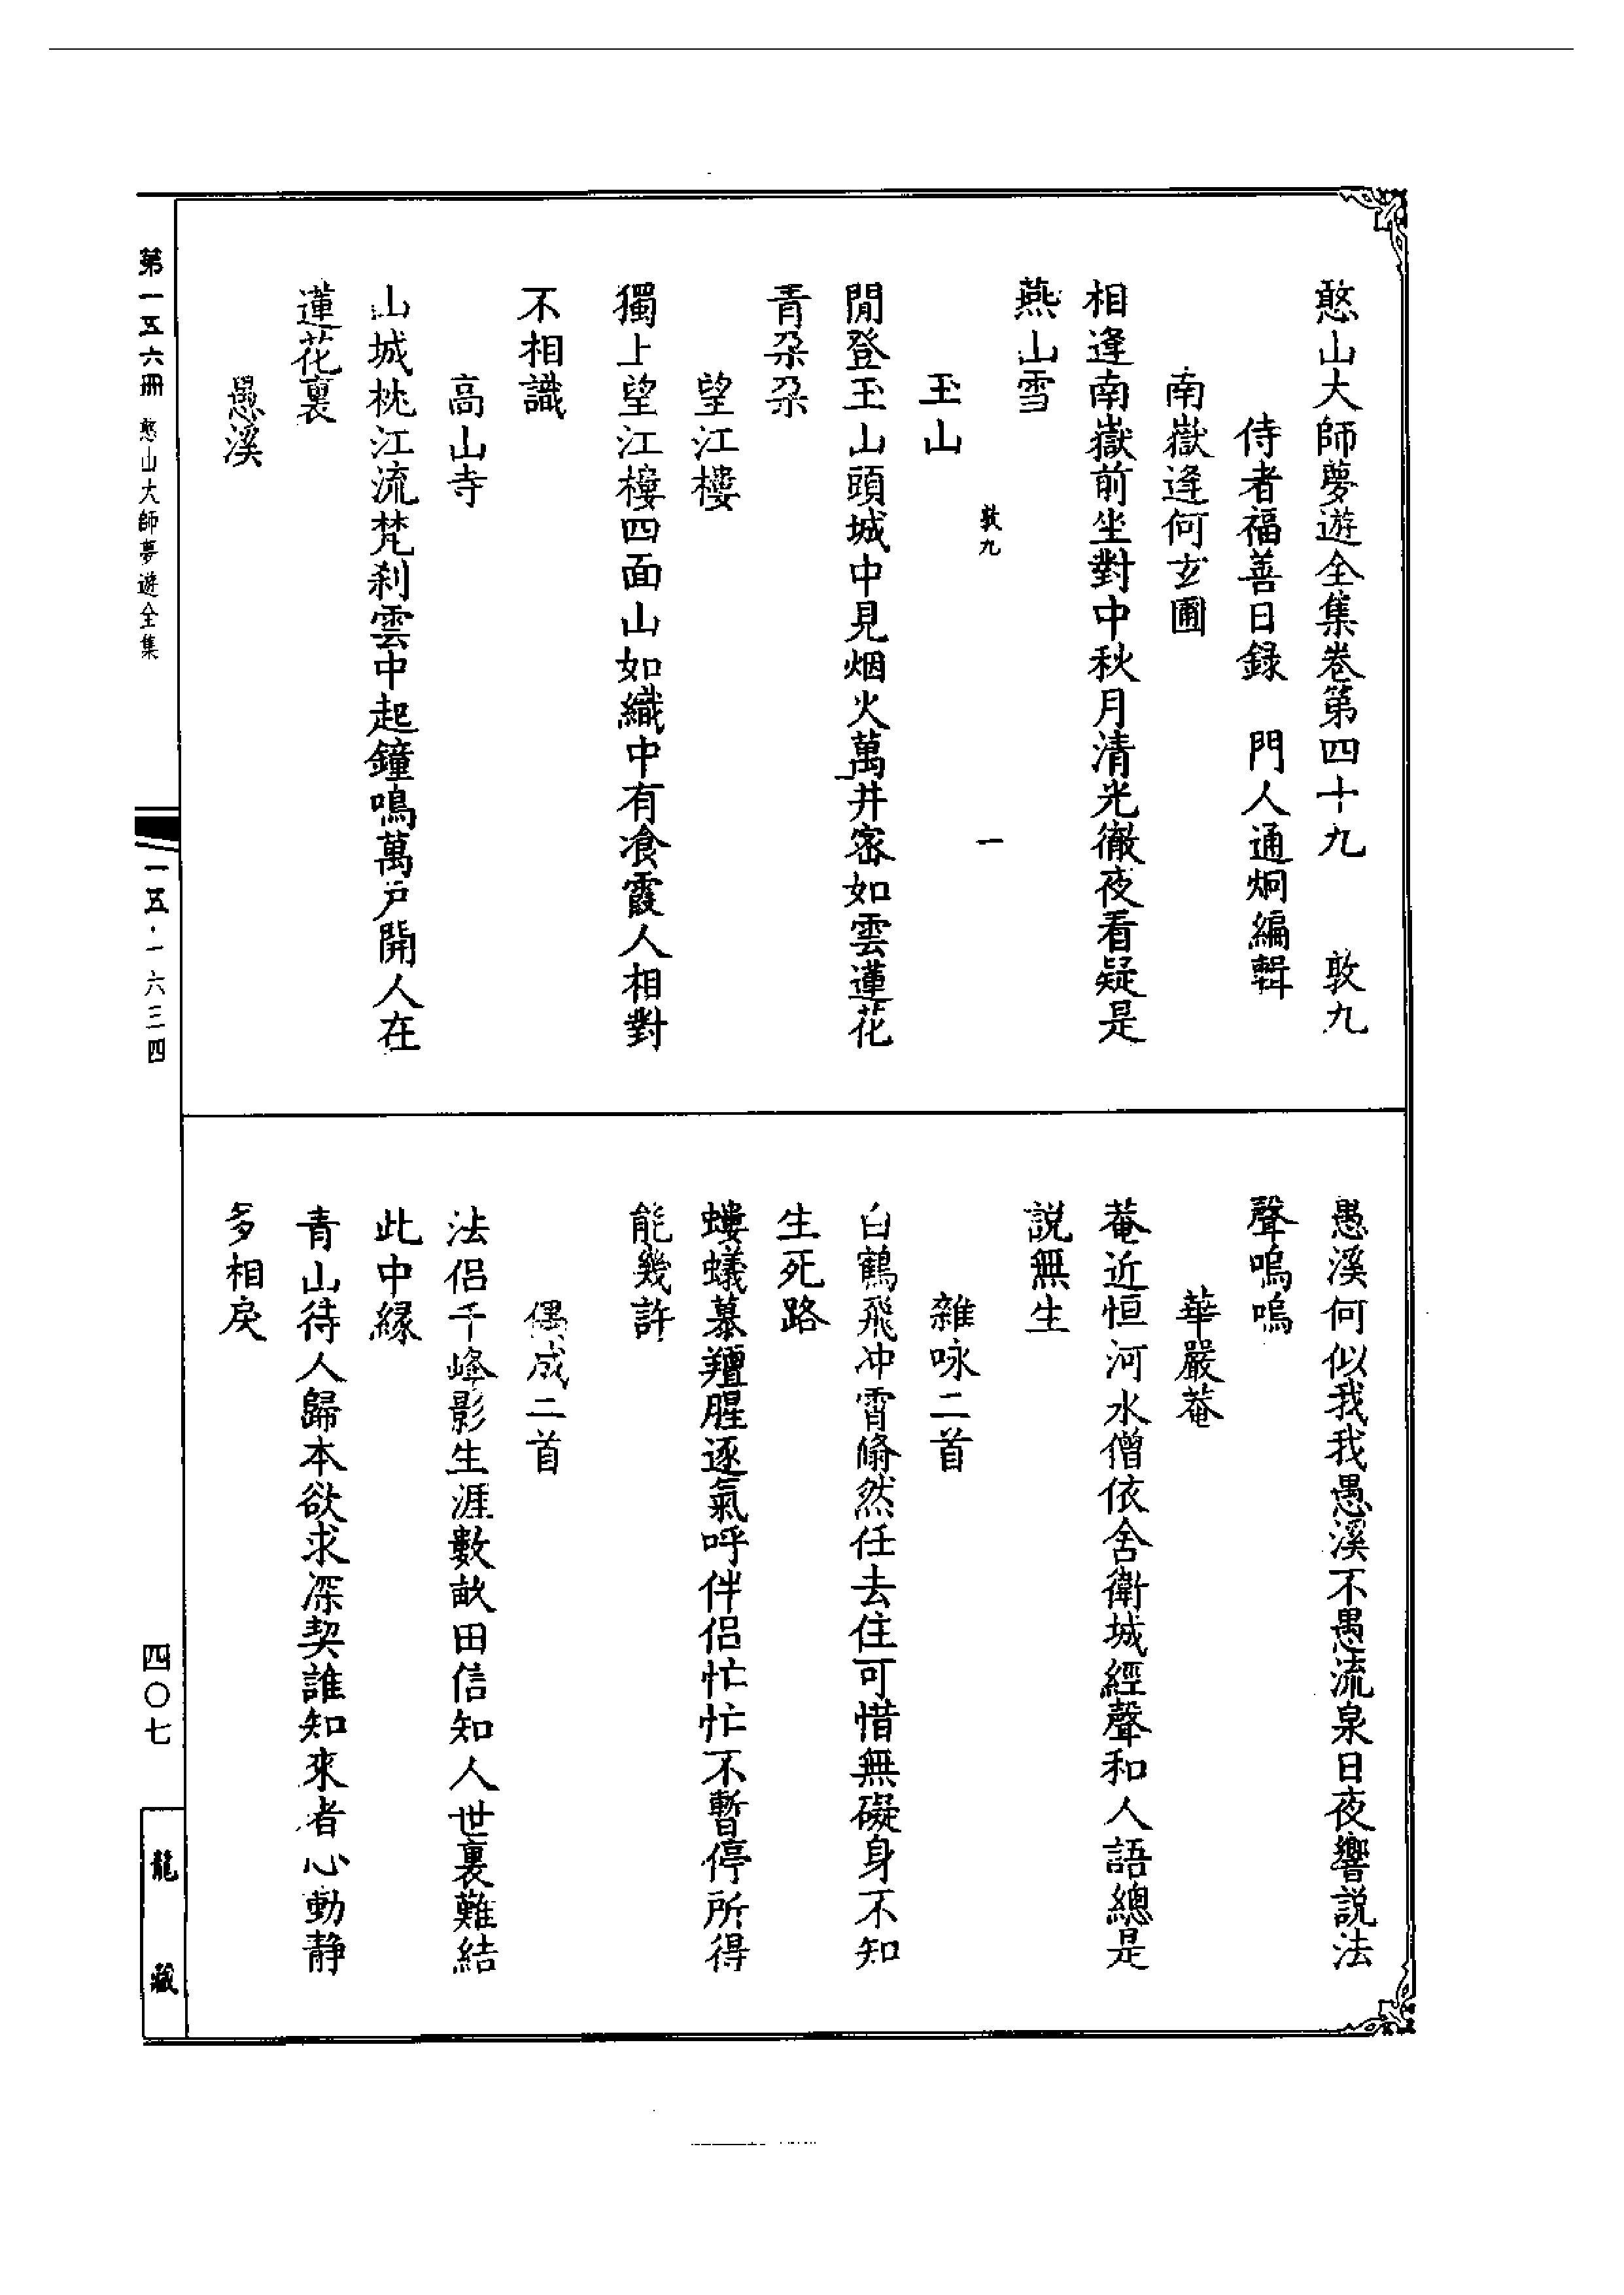 憨山大師夢遊全集卷第四十九　敦九
侍者福善日録　門人通炯編輯
南嶽逢何玄圃
相逢南嶽前坐對中秋月清光徹夜看疑是
燕山雪
敦九　一
玉山
閒登玉山頭城中見烟火萬井密如雲蓮花
青朶朶
望江樓
獨上望江樓四面山如織中有飡霞人相對
不相識
高山寺
山城枕江流梵刹雲中起鐘鳴萬戸開人在
蓮花裏
愚溪
愚溪何似我我愚溪不愚流泉日夜響説法
聲嗚嗚
華嚴菴
菴近恒河水僧依舍衛城經聲和人語總是
説無生
雜咏二首
白鶴飛冲霄翛然任去住可惜無礙身不知
生死路
螻蟻慕羶腥逐氣呼伴侶忙忙不暫停所得
能幾許
偶成二首
法侶千峰影生涯數畝田信知人世裏難結
此中緣
青山待人歸本欲求深契誰知來者心動静
多相戾
第一五六冊　憨山大師夢遊全集
一五·一六三四
四〇七
龍藏